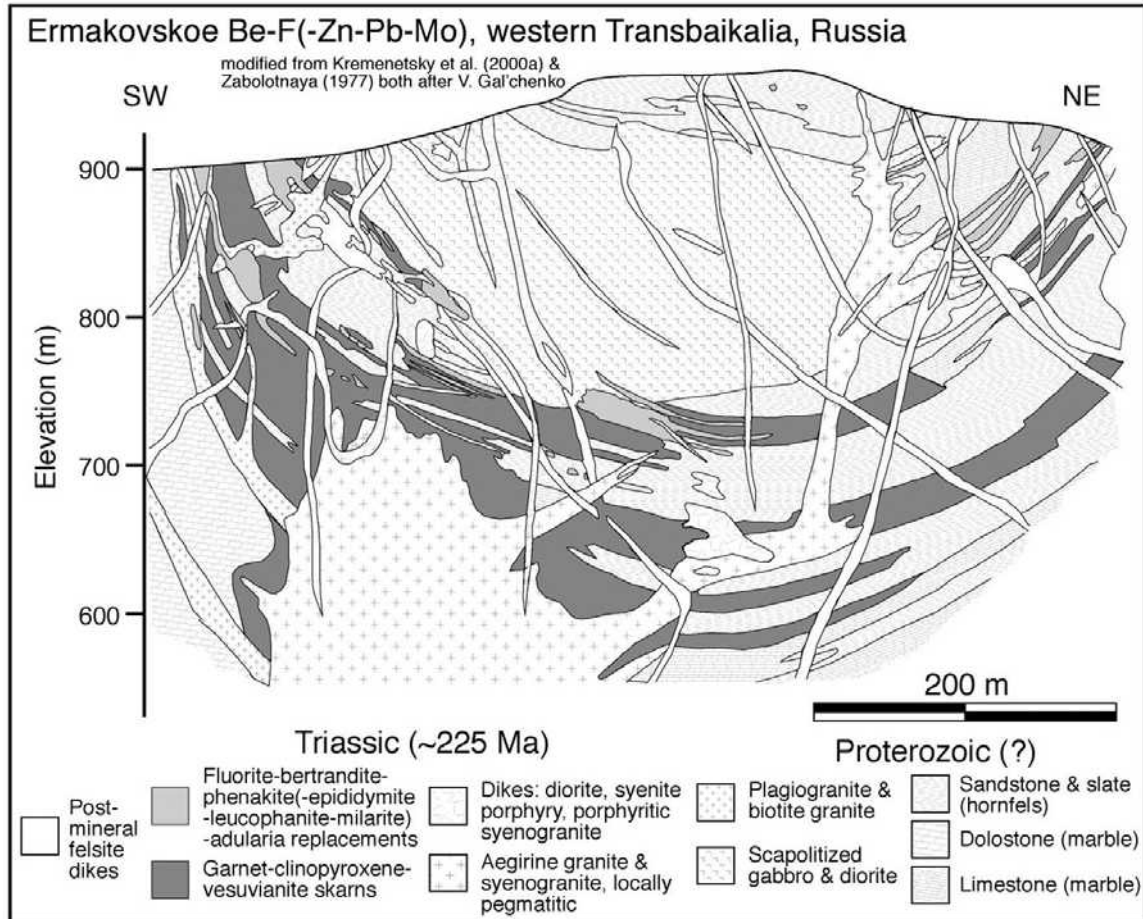 Ermakovskoe Be-F(-Zn-Pb-Mo), western Transbaikalia, Russia
modified from Kremenetsky et al. (2000a) &
Zabolotnaya (1977) both after V. Gal'chenko
SW
NE
900
800
700
600
Elevation (m)
200 m
Triassic (~225 Ma)
Proterozoic (?)
Post-
mineral
felsite
dikes
Fluorite-bertrandite-
phenakite(-epididymite
-leucophanite-milarite)
-adularia replacements
Garnet-clinopyroxene-
vesuvianite skarns
Dikes: diorite, syenite
porphyry, porphyritic
syenogranite
Aegirine granite &
syenogranite, locally
pegmatitic
Plagiogranite &
biotite granite
Scapolitized
gabbro & diorite
Sandstone & slate
(hornfels)
Dolostone (marble)
Limestone (marble)